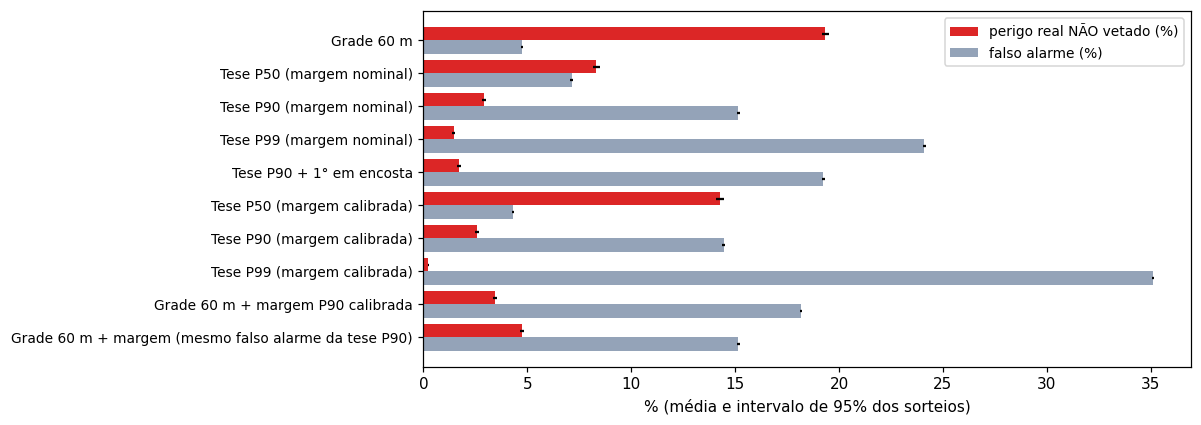 perigo real NÃO vetado (%)
falso alarme (%)
Grade 60 m
Tese P50 (margem nominal)
Tese P90 (margem nominal)
Tese P99 (margem nominal)
Tese P90 + 1° em encosta
Tese P50 (margem calibrada)
Tese P90 (margem calibrada)
Tese P99 (margem calibrada)
Grade 60 m + margem P90 calibrada
Grade 60 m + margem (mesmo falso alarme da tese P90)
0 5 10 15 20 25 30 35
% (média e intervalo de 95% dos sorteios)